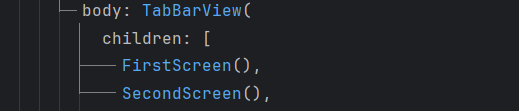 body: TabBarView(
children: [
FirstScreen(),
SecondScreen(),